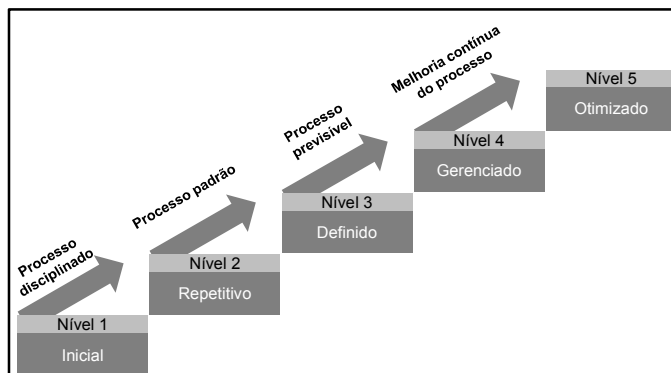 Processo
disciplinado
Nível 1
Inicial
Processo padrão
Nível 2
Repetitivo
Processo
previsível
Nível 3
Definido
Melhoria contínua
do processo
Nível 4
Gerenciado
Nível 5
Otimizado